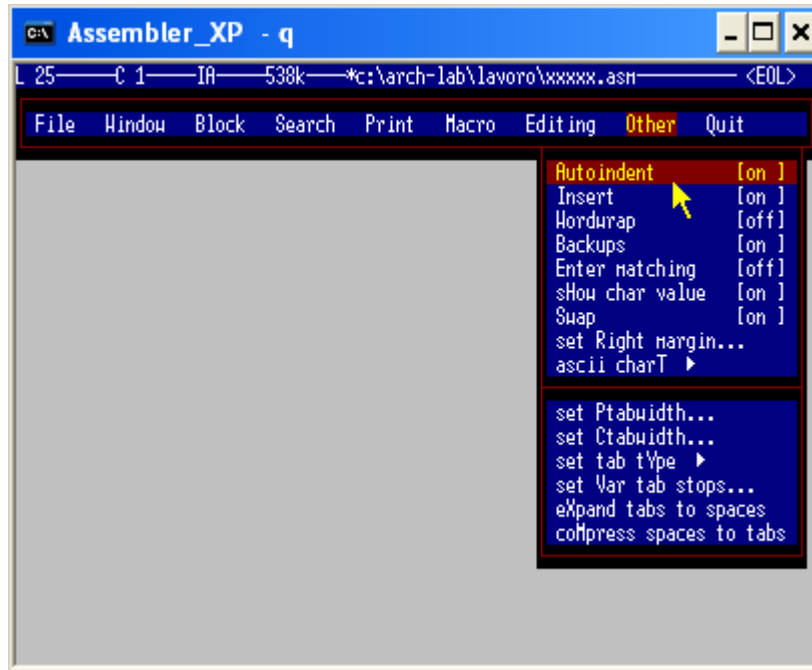 Assembler_XP - q
L 25 C 1 IA 538k *c:\arch-lab\lavoro\xxxxx.asm <EOL>
File Window Block Search Print Macro Editing Other Quit
Autoindent [on ]
Insert [on ]
Wordwrap [off]
Backups [on ]
Enter matching [off]
sHow char value [on ]
Swap [on ]
set Right margin...
ascii charT ►
set Ptabwidth...
set Ctabwidth...
set tab tYpe ►
set Var tab stops...
eXpand tabs to spaces
coMpress spaces to tabs